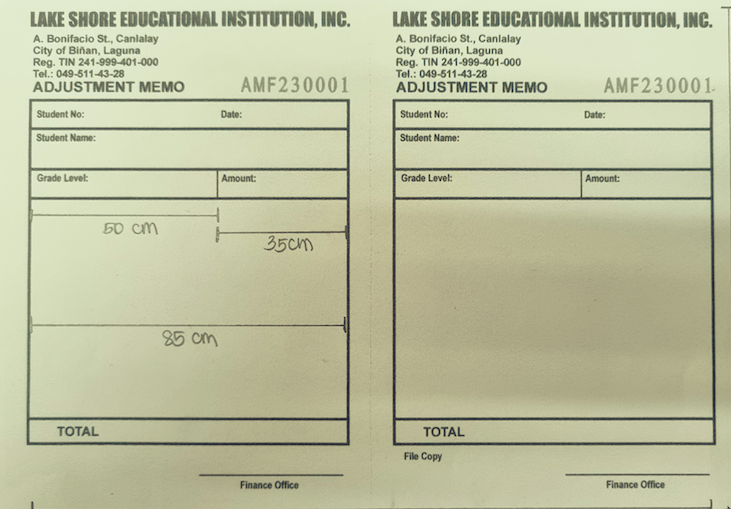 LAKE SHORE EDUCATIONAL INSTITUTION, INC.
A. Bonifacio St., Canlalay
City of Biñan, Laguna
Reg. TIN 241-999-401-000
Tel.: 049-511-43-28
ADJUSTMENT MEMO AMF230001
Student No: Date:
Student Name:
Grade Level: Amount:
50 cm
35cm
85 cm
TOTAL
Finance Office
LAKE SHORE EDUCATIONAL INSTITUTION, INC.
A. Bonifacio St., Canlalay
City of Biñan, Laguna
Reg. TIN 241-999-401-000
Tel.: 049-511-43-28
ADJUSTMENT MEMO AMF230001
Student No: Date:
Student Name:
Grade Level: Amount:
TOTAL
File Copy
Finance Office